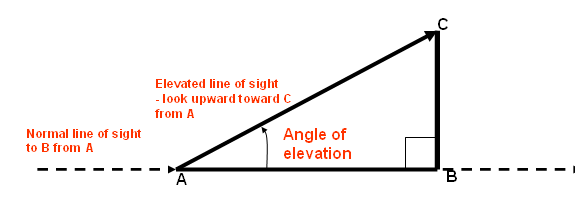 C
Elevated line of sight
- look upward toward C
from A
Normal line of sight
to B from A
Angle of
elevation
A
B